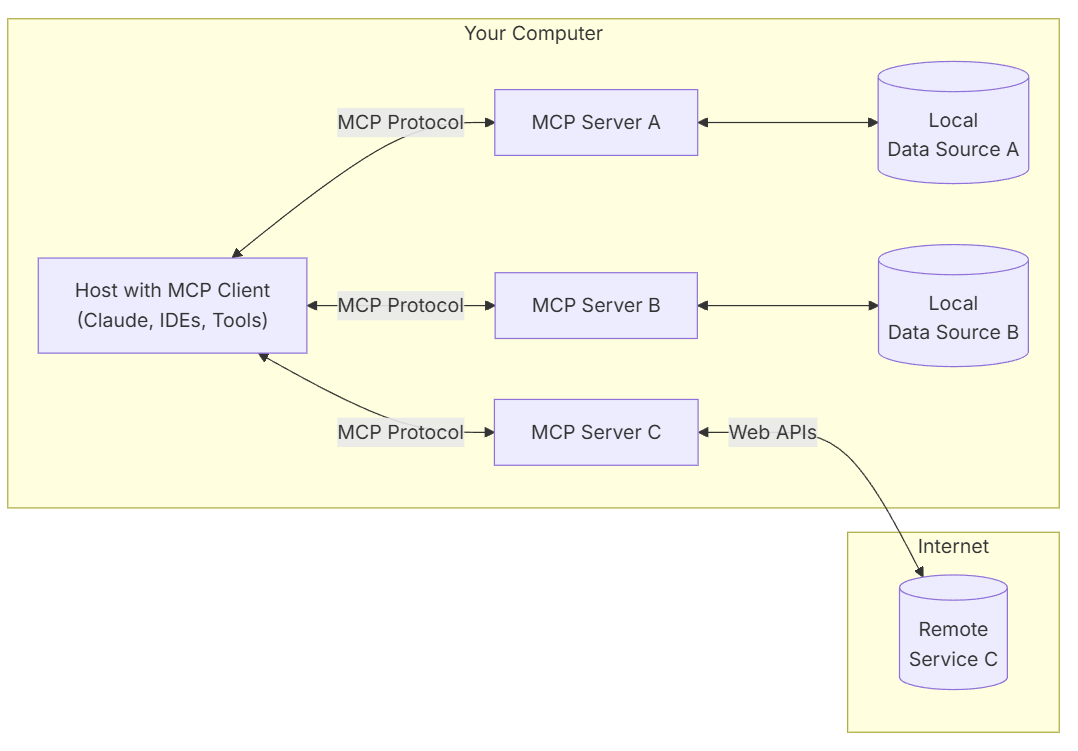 Your Computer
MCP Protocol
MCP Server A
Local
Data Source A
Host with MCP Client
(Claude, IDEs, Tools)
MCP Protocol
MCP Server B
Local
Data Source B
MCP Protocol
MCP Server C
Web APIs
Internet
Remote
Service C